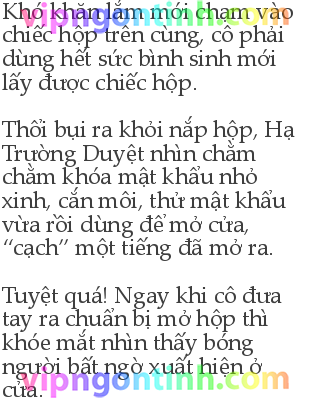 Khó khăn lắm mới chạm vào
chiếc hộp trên cùng, cô phải
dùng hết sức bình sinh mới
lấy được chiếc hộp.
Thổi bụi ra khỏi nắp hộp, Hạ
Trường Duyệt nhìn chằm
chằm khóa mật khẩu nhỏ
xinh, cắn môi, thử mật khẩu
vừa rồi dùng để mở cửa,
“cạch” một tiếng đã mở ra.
Tuyệt quá! Ngay khi cô đưa
tay ra chuẩn bị mở hộp thì
khóe mắt nhìn thấy bóng
người bất ngờ xuất hiện ở
cửa.
vipngontinh.com
vipngontinh.com